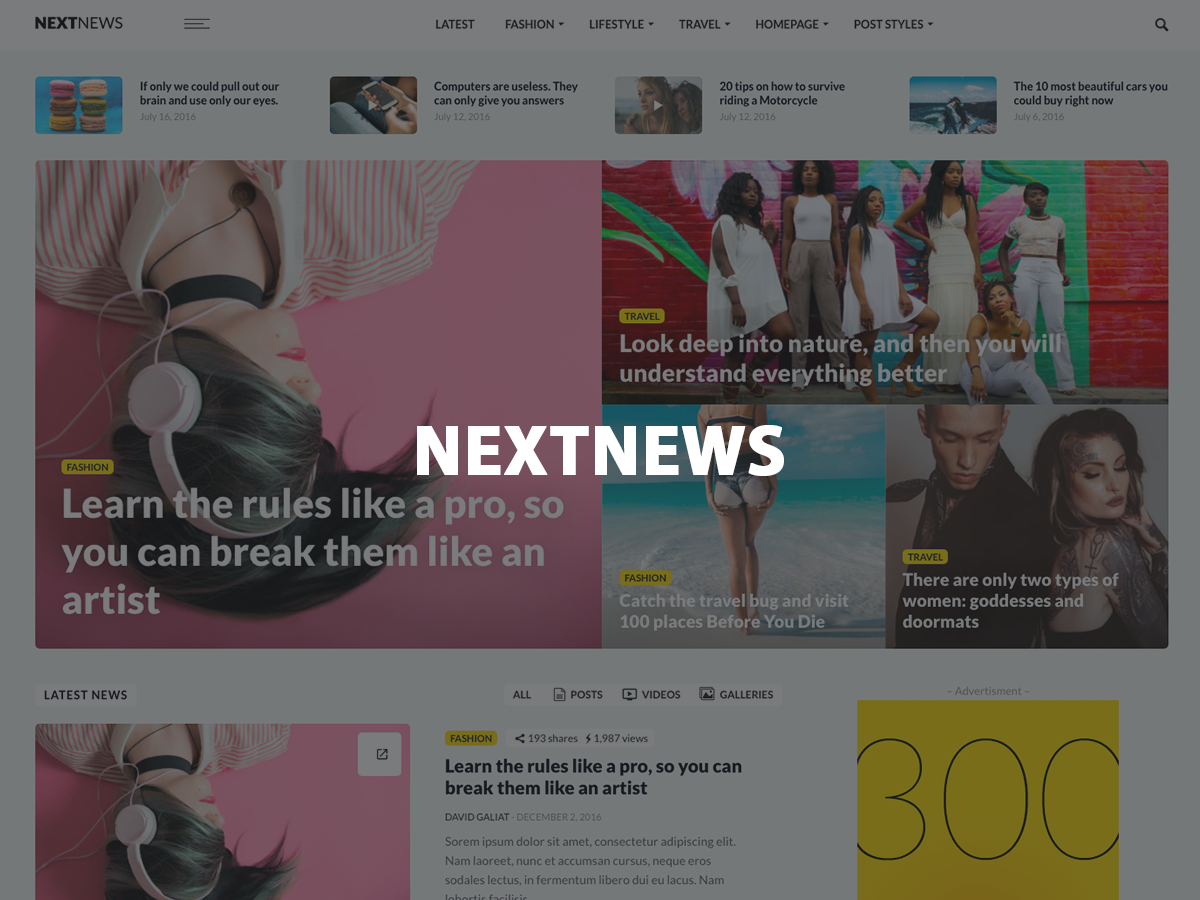 NEXTNEWS
LATEST
FASHION
LIFESTYLE
TRAVEL
HOMEPAGE
POST STYLES
If only we could pull out our
brain and use only our eyes.
July 16, 2016
Computers are useless. They
can only give you answers
July 12, 2016
20 tips on how to survive
riding a Motorcycle
July 12, 2016
The 10 most beautiful cars you
could buy right now
July 6, 2016
FASHION
Learn the rules like a pro, so
you can break them like an
artist
TRAVEL
Look deep into nature, and then you will
understand everything better
NEXTNEWS
FASHION
Catch the travel bug and visit
100 places Before You Die
TRAVEL
There are only two types of
women: goddesses and
doormats
LATEST NEWS
ALL
POSTS
VIDEOS
GALLERIES
– Advertisment –
300
FASHION
193 shares
1,987 views
Learn the rules like a pro, so you can
break them like an artist
DAVID GALIAT - DECEMBER 2, 2016
Sorem ipsum dolor sit amet, consectetur adipiscing elit.
Nam laoreet, nunc et accumsan cursus, neque eros
sodales lectus, in fermentum libero dui eu lacus. Nam
lobortis facilisis